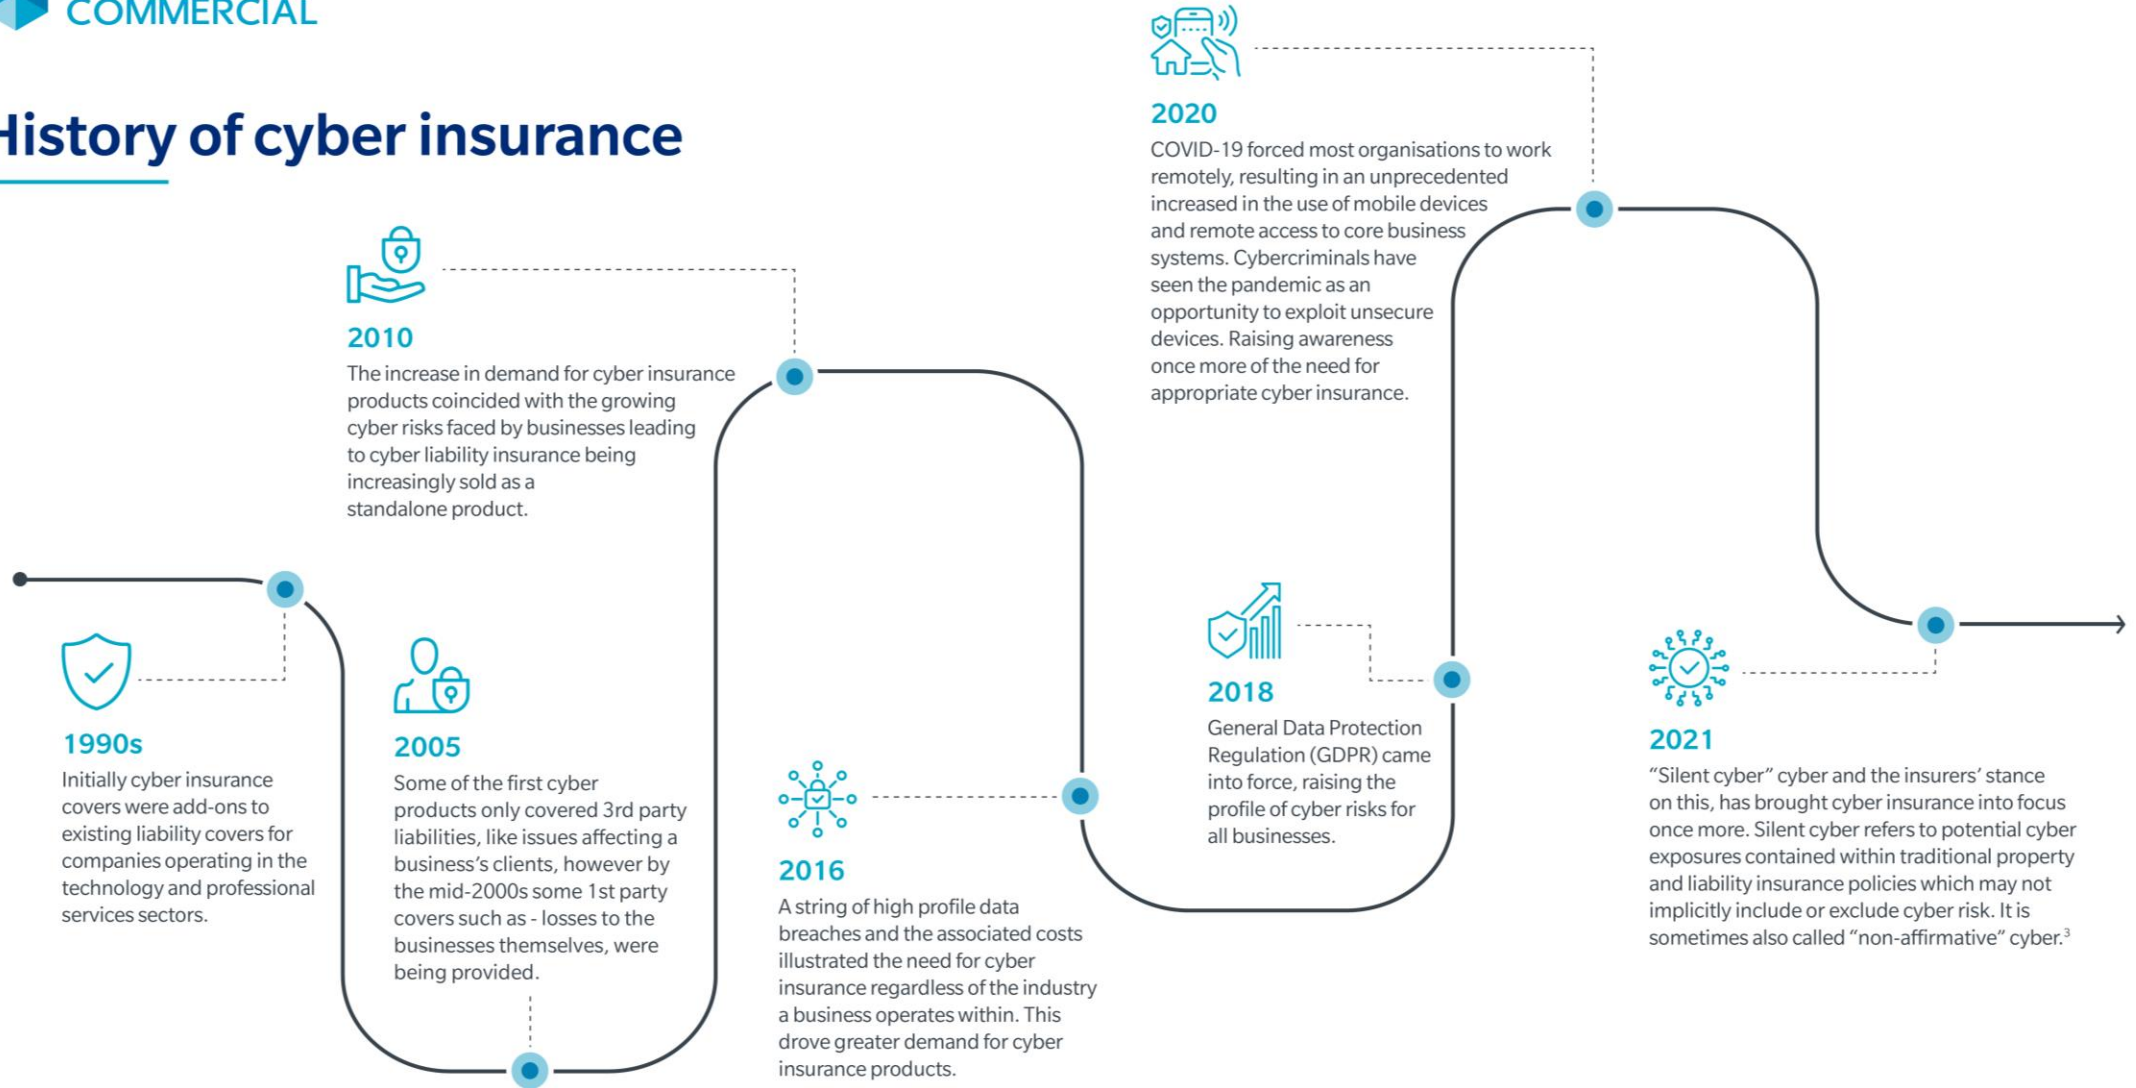 COMMERCIAL
History of cyber insurance
1990s
Initially cyber insurance
covers were add-ons to
existing liability covers for
companies operating in the
technology and professional
services sectors.
2005
Some of the first cyber
products only covered 3rd party
liabilities, like issues affecting a
business’s clients, however by
the mid-2000s some 1st party
covers such as - losses to the
businesses themselves, were
being provided.
2010
The increase in demand for cyber insurance
products coincided with the growing
cyber risks faced by businesses leading
to cyber liability insurance being
increasingly sold as a
standalone product.
2016
A string of high profile data
breaches and the associated costs
illustrated the need for cyber
insurance regardless of the industry
a business operates within. This
drove greater demand for cyber
insurance products.
2018
General Data Protection
Regulation (GDPR) came
into force, raising the
profile of cyber risks for
all businesses.
2020
COVID-19 forced most organisations to work
remotely, resulting in an unprecedented
increased in the use of mobile devices
and remote access to core business
systems. Cybercriminals have
seen the pandemic as an
opportunity to exploit unsecure
devices. Raising awareness
once more of the need for
appropriate cyber insurance.
2021
“Silent cyber” cyber and the insurers’ stance
on this, has brought cyber insurance into focus
once more. Silent cyber refers to potential cyber
exposures contained within traditional property
and liability insurance policies which may not
implicitly include or exclude cyber risk. It is
sometimes also called “non-affirmative” cyber.³